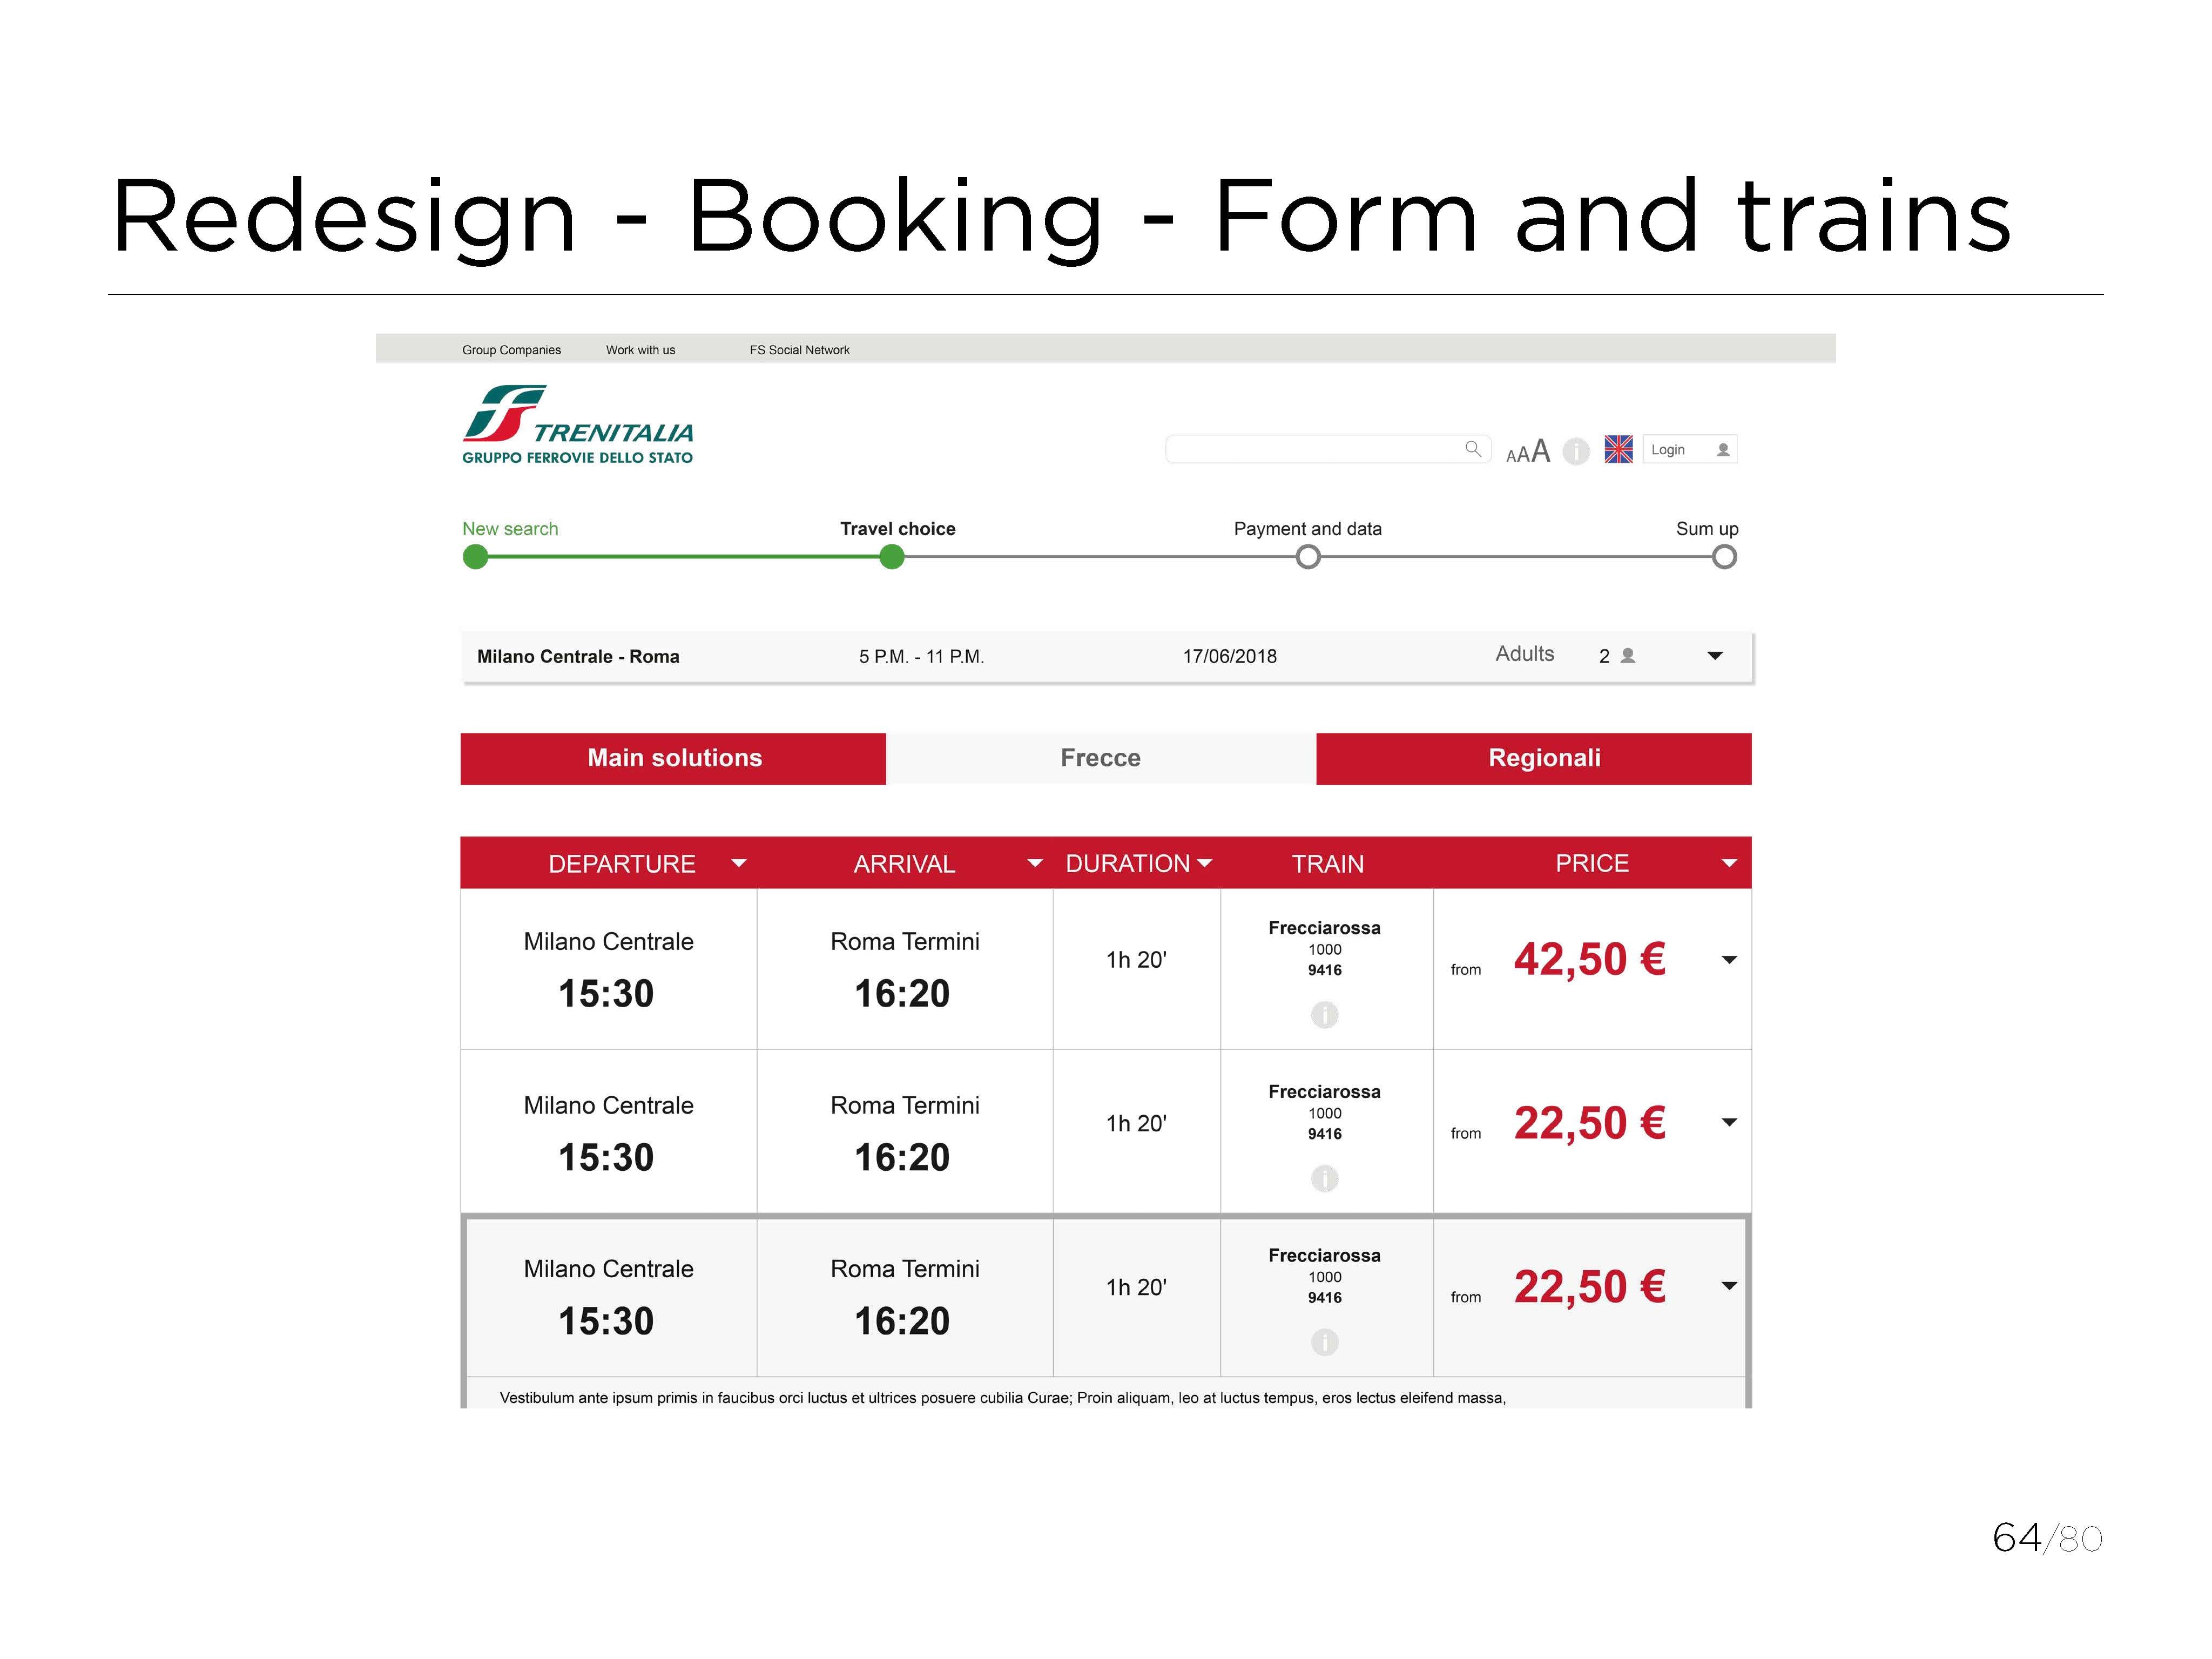 Redesign - Booking - Form and trains
Group Companies Work with us FS Social Network
TRENITALIA
GRUPPO FERROVIE DELLO STATO
AAA i Login
New search Travel choice Payment and data Sum up
Milano Centrale - Roma 5 P.M. - 11 P.M. 17/06/2018 Adults 2
Main solutions Frecce Regionali
DEPARTURE ARRIVAL DURATION TRAIN PRICE
Milano Centrale Roma Termini 1h 20' Frecciarossa
1000
9416
from 42,50 €
15:30 16:20
i
Milano Centrale Roma Termini 1h 20' Frecciarossa
1000
9416
from 22,50 €
15:30 16:20
i
Milano Centrale Roma Termini 1h 20' Frecciarossa
1000
9416
from 22,50 €
15:30 16:20
i
Vestibulum ante ipsum primis in faucibus orci luctus et ultrices posuere cubilia Curae; Proin aliquam, leo at luctus tempus, eros lectus eleifend massa,
64/80